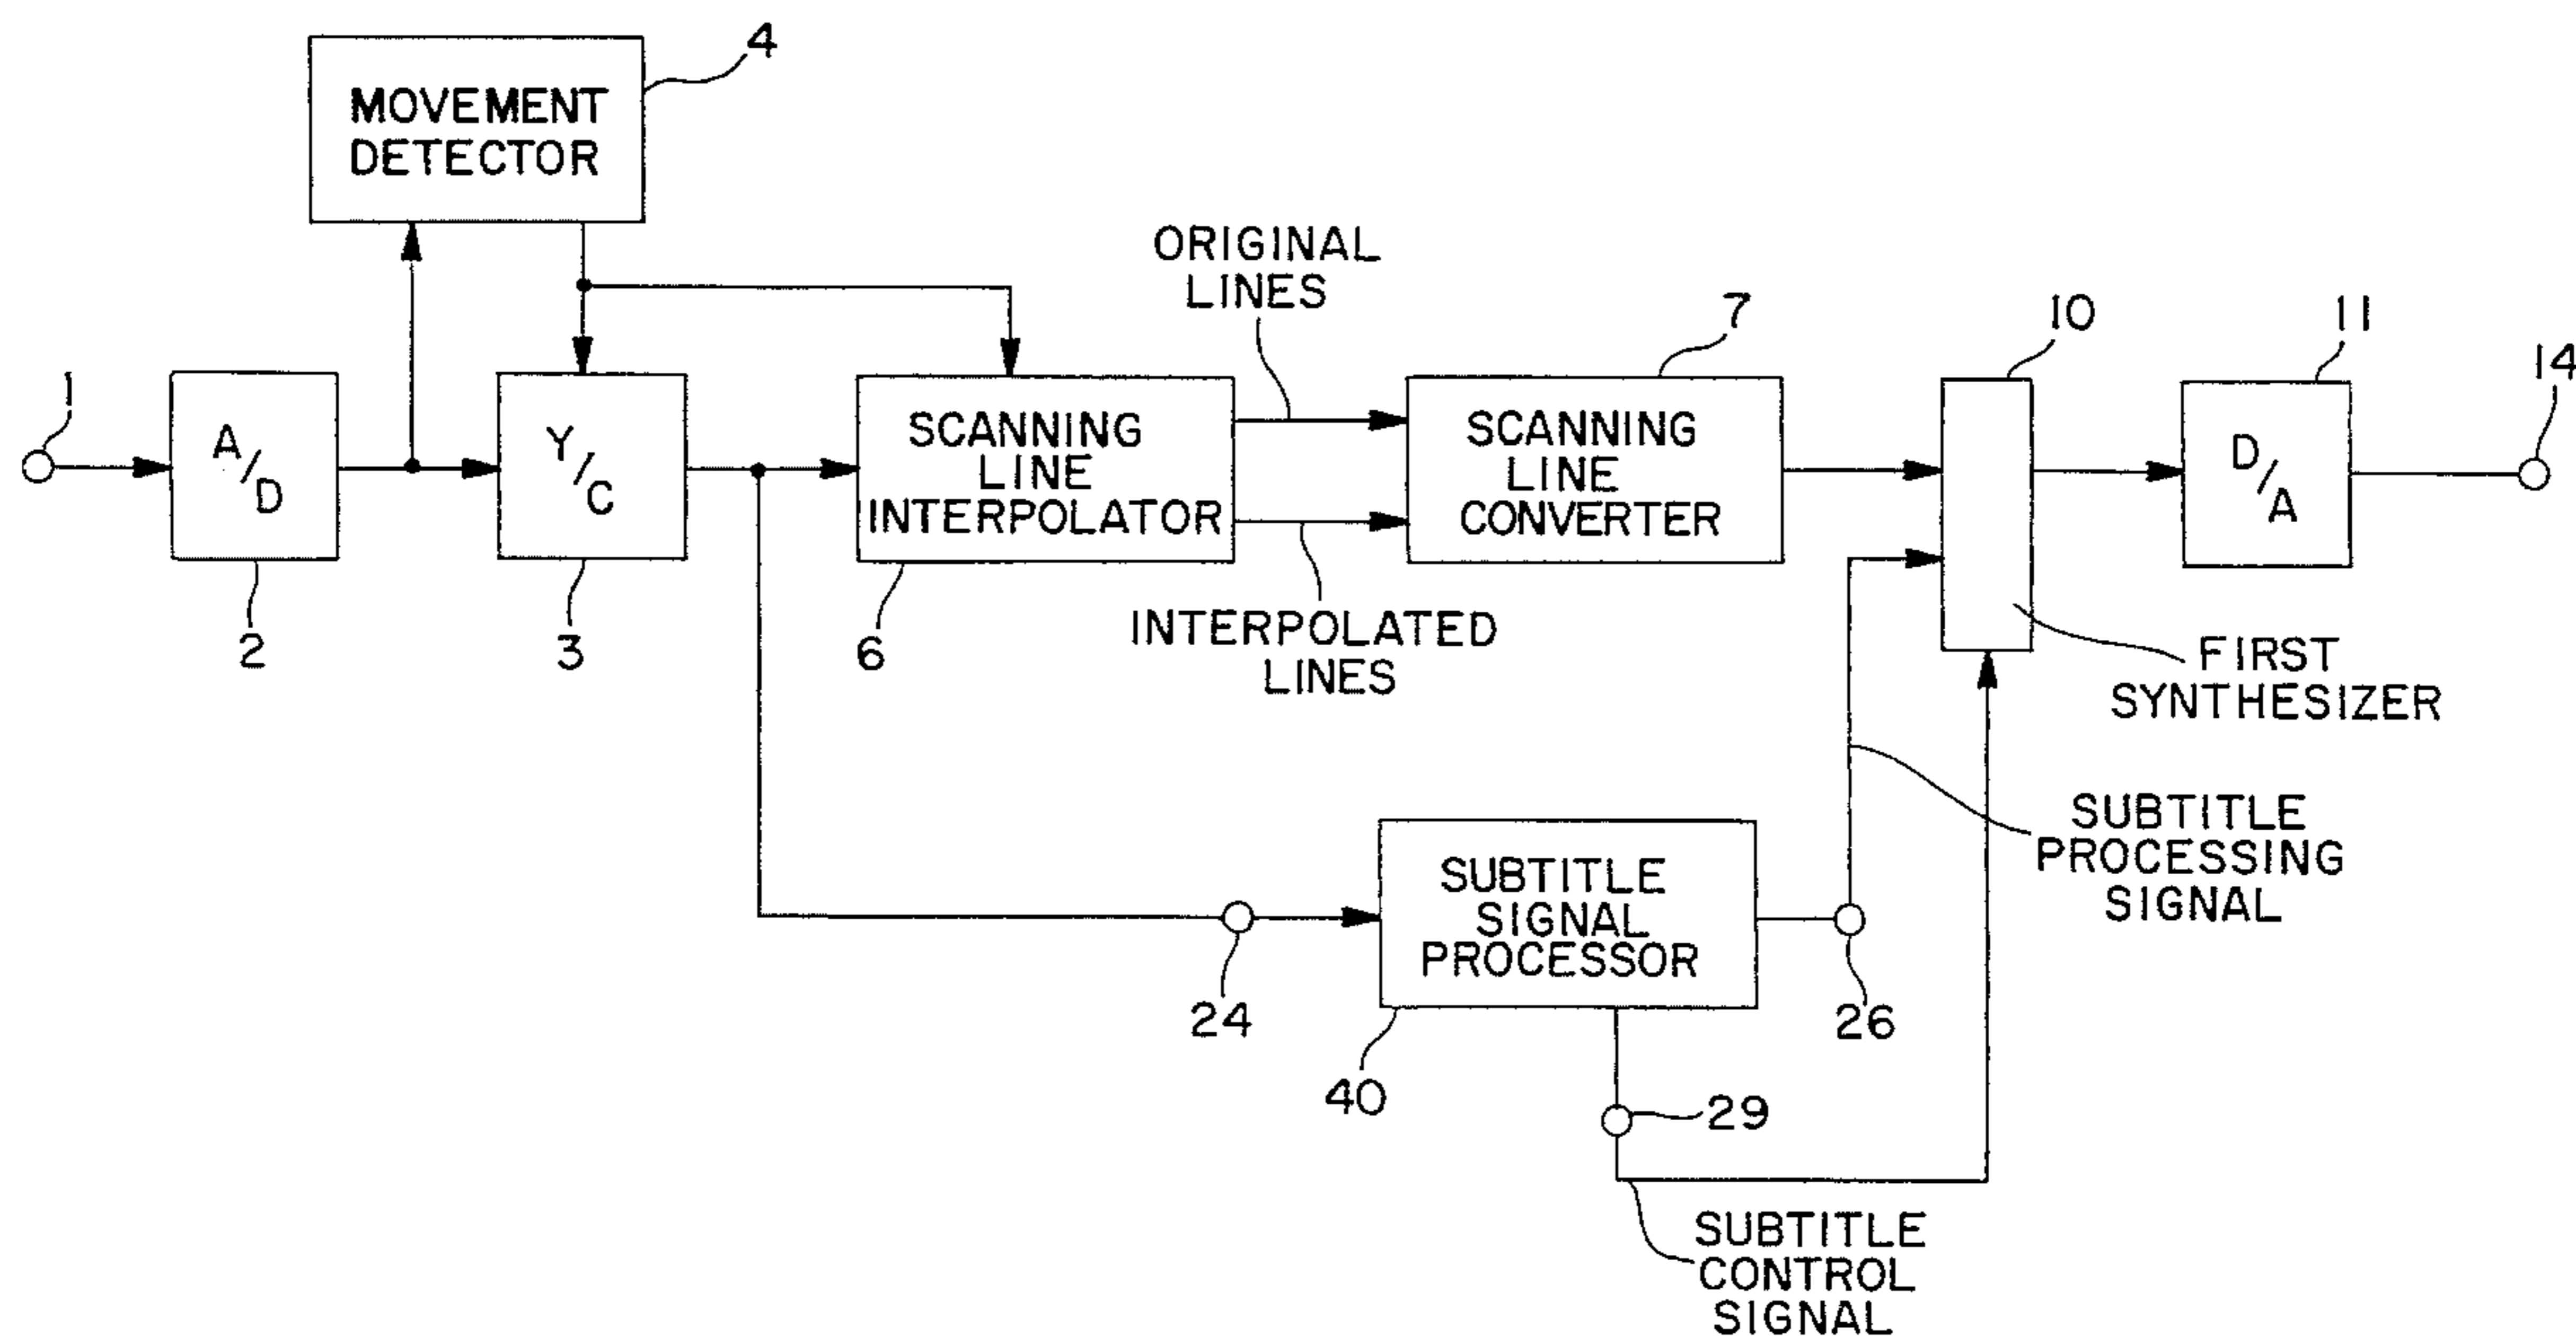 4
MOVEMENT
DETECTOR
ORIGINAL
LINES
1
A/D
2
Y/C
3
SCANNING
LINE
INTERPOLATOR
6
INTERPOLATED
LINES
7
SCANNING
LINE
CONVERTER
10
FIRST
SYNTHESIZER
11
D/A
14
24
SUBTITLE
SIGNAL
PROCESSOR
40
26
SUBTITLE
PROCESSING
SIGNAL
29
SUBTITLE
CONTROL
SIGNAL